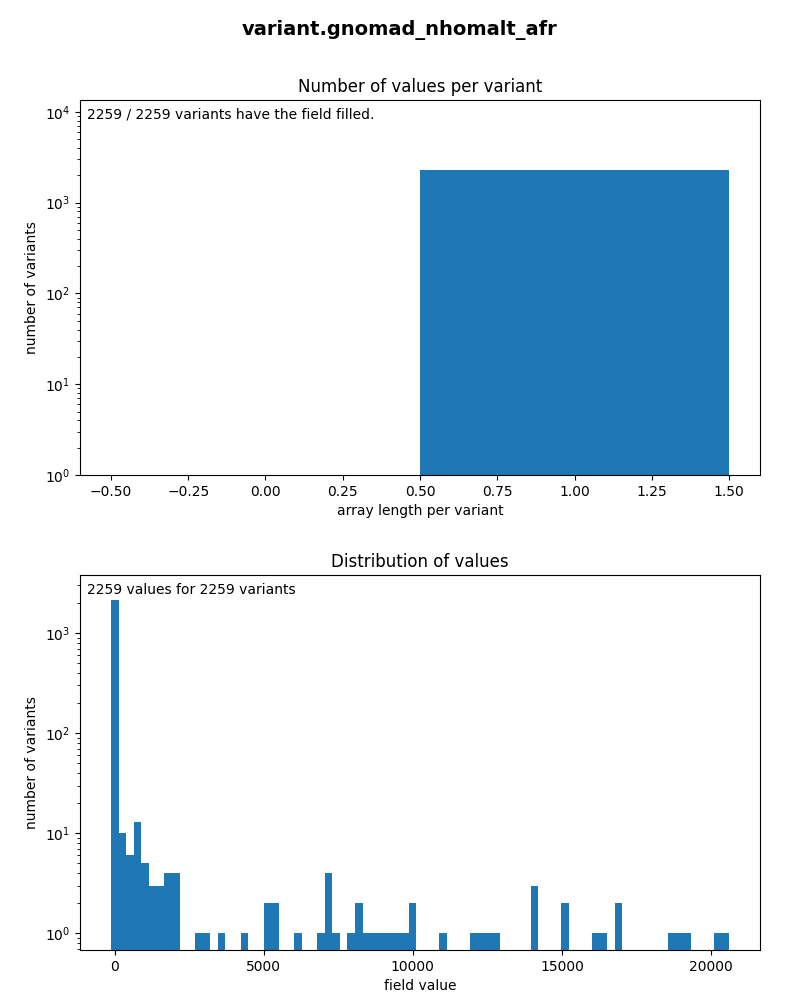 variant.gnomad_nhomalt_afr
Number of values per variant
2259 / 2259 variants have the field filled.
number of variants
10⁴
10³
10²
10¹
10⁰
−0.50 −0.25 0.00 0.25 0.50 0.75 1.00 1.25 1.50
array length per variant
Distribution of values
2259 values for 2259 variants
number of variants
10³
10²
10¹
10⁰
0 5000 10000 15000 20000
field value